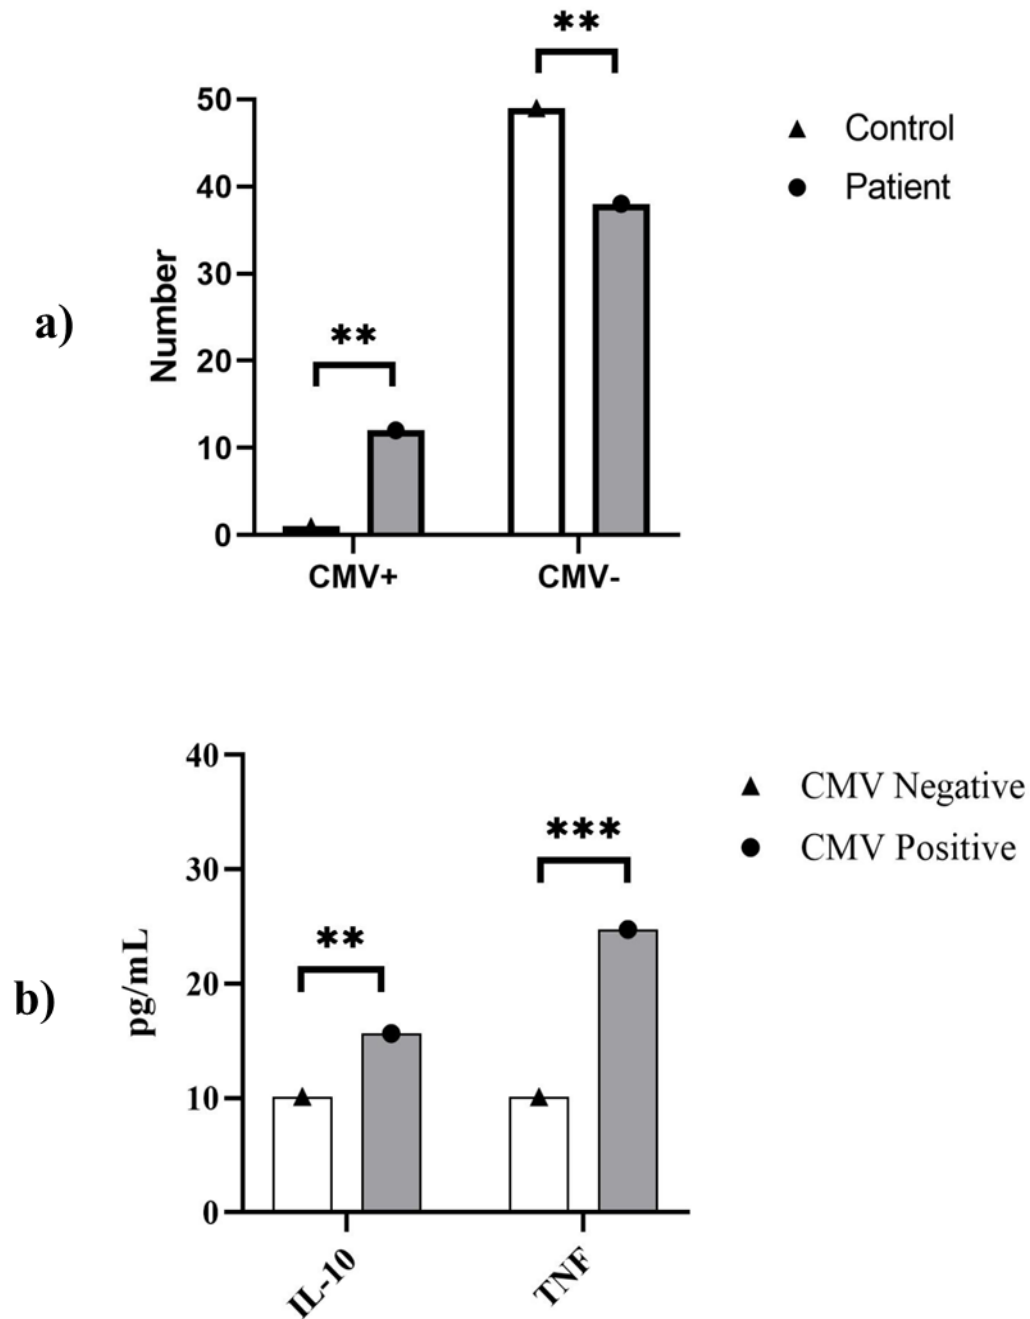 **
50
40
30
20
10
0
Number
a)
**
CMV+
CMV-
Control
Patient
40
30
20
10
0
pg/mL
b)
**
***
IL-10
TNF
CMV Negative
CMV Positive